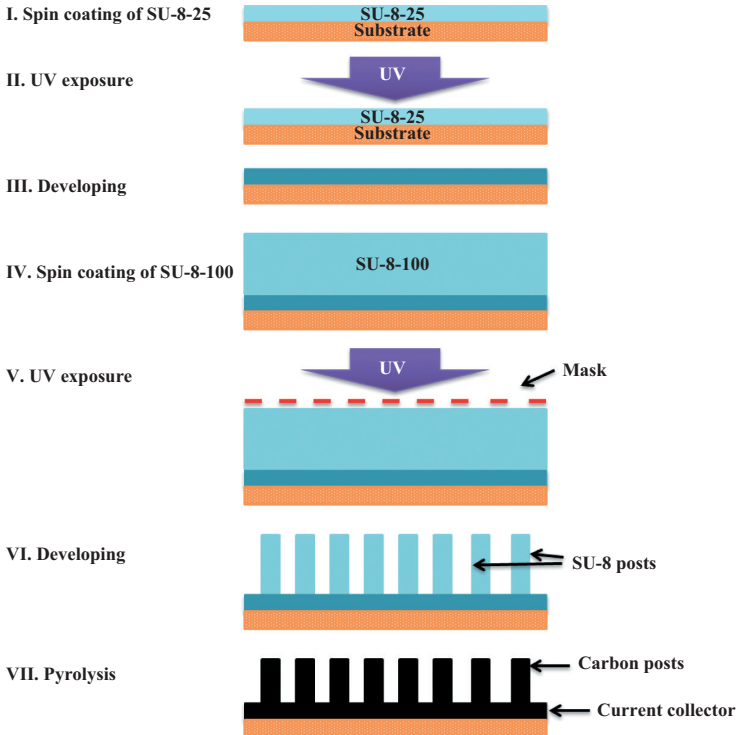 I. Spin coating of SU-8-25
SU-8-25
Substrate
II. UV exposure
UV
SU-8-25
Substrate
III. Developing
IV. Spin coating of SU-8-100
SU-8-100
V. UV exposure
UV
Mask
VI. Developing
SU-8 posts
VII. Pyrolysis
Carbon posts
Current collector